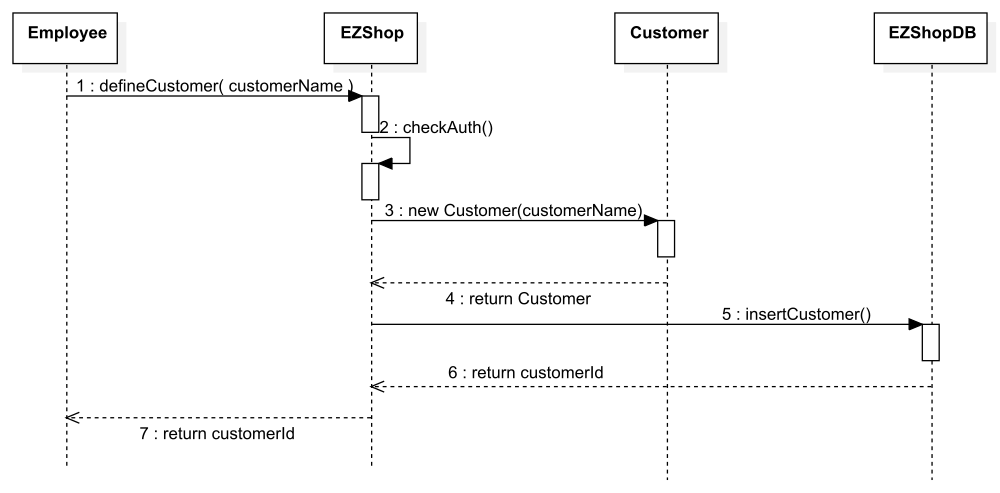 Employee
EZShop
Customer
EZShopDB
1 : defineCustomer( customerName )
2 : checkAuth()
3 : new Customer(customerName)
4 : return Customer
5 : insertCustomer()
6 : return customerId
7 : return customerId